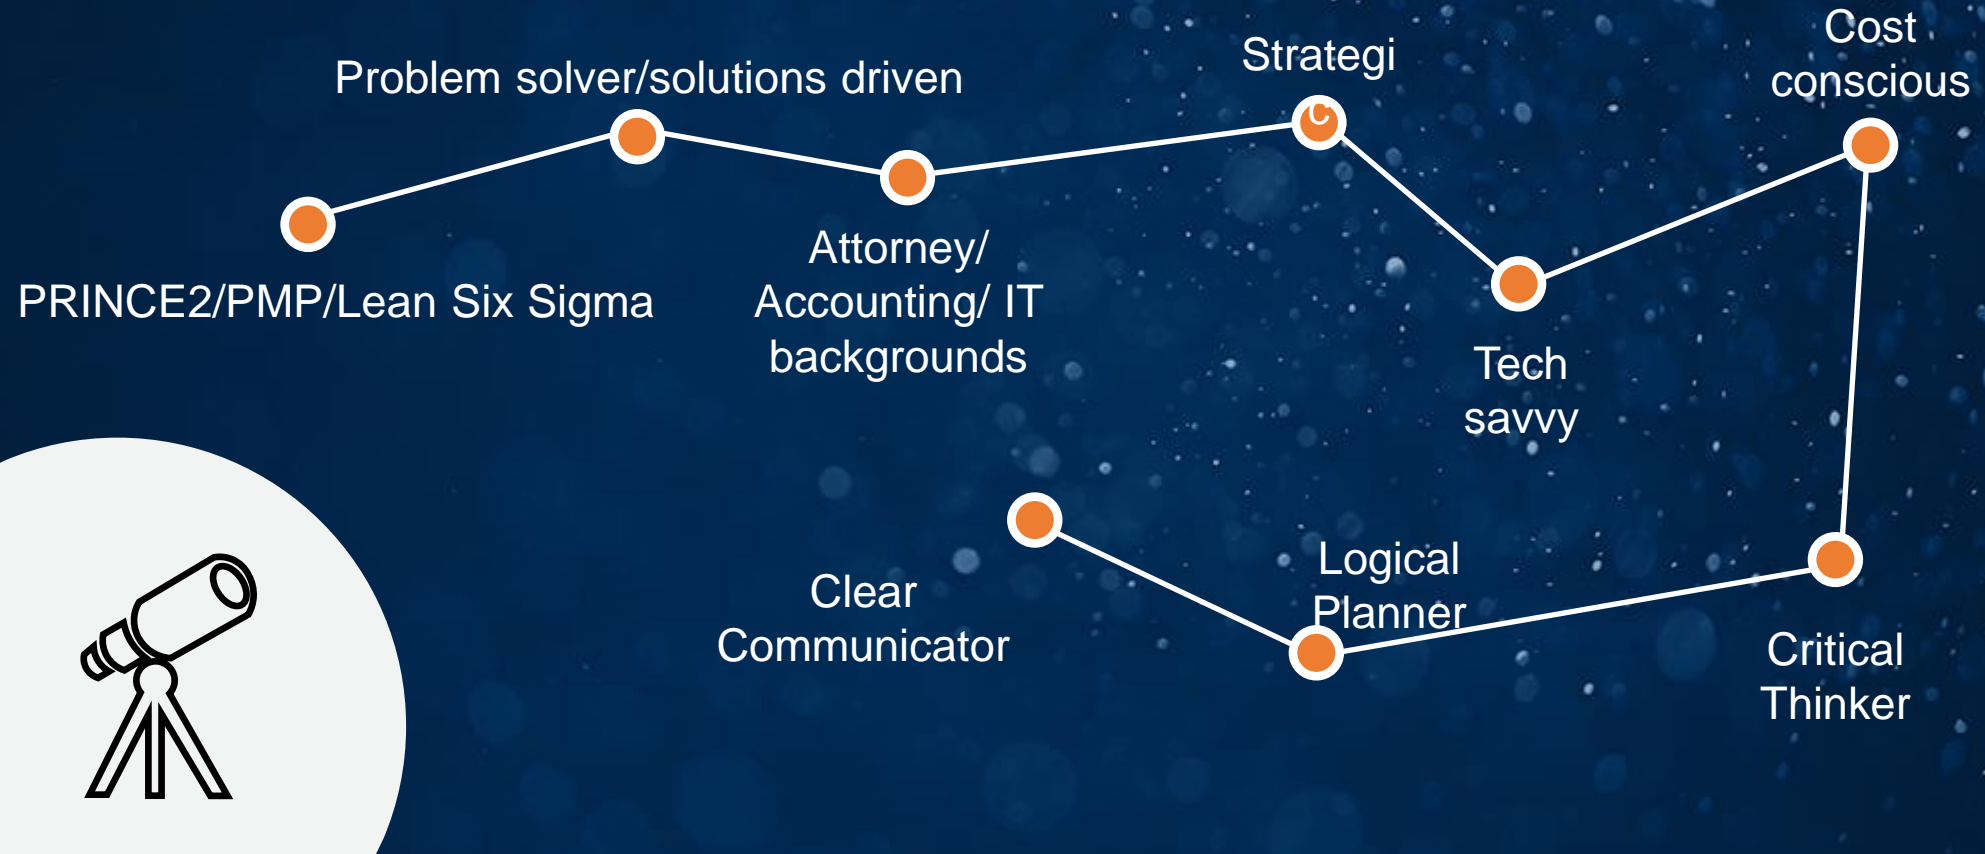 PRINCE2/PMP/Lean Six Sigma
Problem solver/solutions driven
Attorney/
Accounting/ IT
backgrounds
Strategi
c
Tech
savvy
Cost
conscious
Critical
Thinker
Logical
Planner
Clear
Communicator